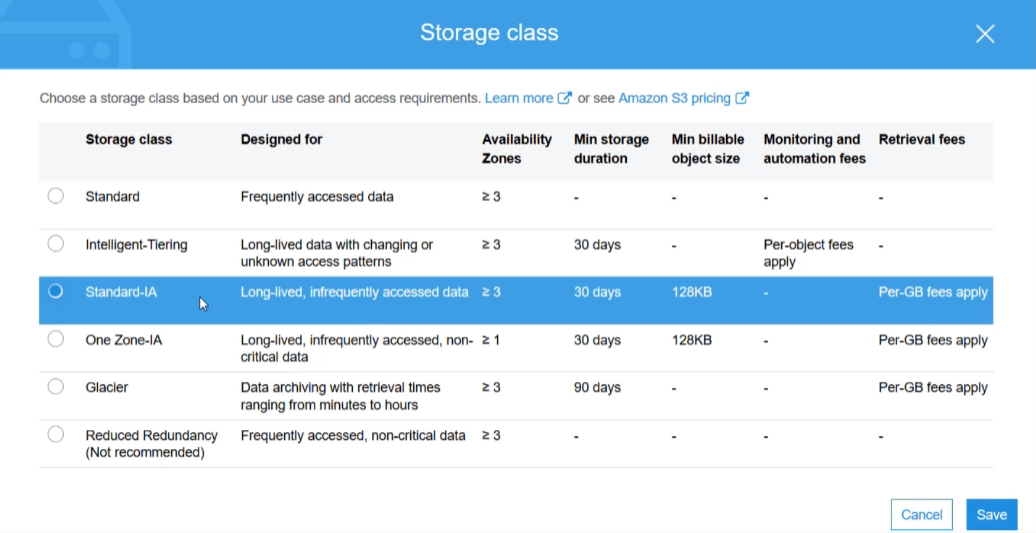 Storage class
Choose a storage class based on your use case and access requirements. Learn more or see Amazon S3 pricing
Storage class Designed for Availability Zones Min storage duration Min billable object size Monitoring and automation fees Retrieval fees
Standard Frequently accessed data ≥ 3 - - - -
Intelligent-Tiering Long-lived data with changing or unknown access patterns ≥ 3 30 days - Per-object fees apply -
Standard-IA Long-lived, infrequently accessed data ≥ 3 30 days 128KB - Per-GB fees apply
One Zone-IA Long-lived, infrequently accessed, non-critical data ≥ 1 30 days 128KB - Per-GB fees apply
Glacier Data archiving with retrieval times ranging from minutes to hours ≥ 3 90 days - - Per-GB fees apply
Reduced Redundancy (Not recommended) Frequently accessed, non-critical data ≥ 3 - - - -
Cancel Save